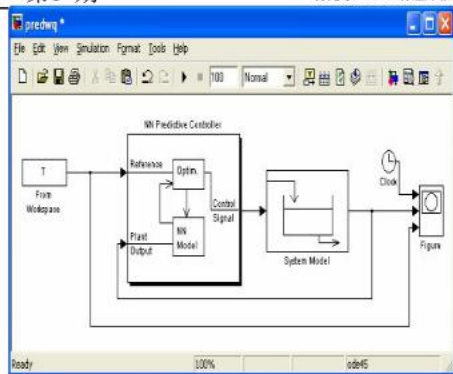 predwq *
File Edit View Simulation Format Tools Help
100 Normal
NN Predictive Controller
Reference
Optim.
Clock
T
From
Workspace
Control
Signal
Plant
Output
NN
Model
System Model
Figure
Ready 100% ode45